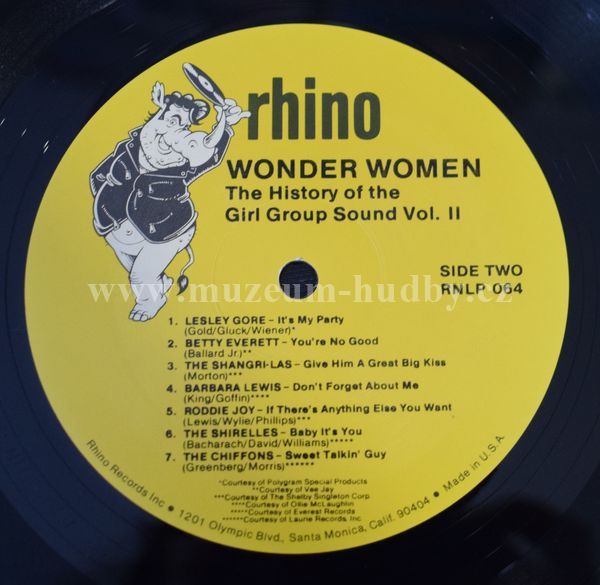 rhino
WONDER WOMEN
The History of the
Girl Group Sound Vol. II
SIDE TWO
RNLP 064
www.muzeum-hudby.cz
1. LESLEY GORE – It's My Party
(Gold/Gluck/Wiener)*
2. BETTY EVERETT – You're No Good
(Ballard Jr.)**
3. THE SHANGRI-LAS – Give Him A Great Big Kiss
(Morton)***
4. BARBARA LEWIS – Don't Forget About Me
(King/Goffin)****
5. RODDIE JOY – If There's Anything Else You Want
(Lewis/Wylie/Phillips)***
6. THE SHIRELLES – Baby It's You
(Bacharach/David/Williams)*****
7. THE CHIFFONS – Sweet Talkin' Guy
(Greenberg/Morris)******
*Courtesy of Polygram Special Products
**Courtesy of Vee Jay
***Courtesy of The Shelby Singleton Corp.
****Courtesy of Ollie McLaughlin
*****Courtesy of Everest Records
******Courtesy of Laurie Records, Inc.
Rhino Records Inc • 1201 Olympic Blvd., Santa Monica, Calif. 90404 • Made in U.S.A.